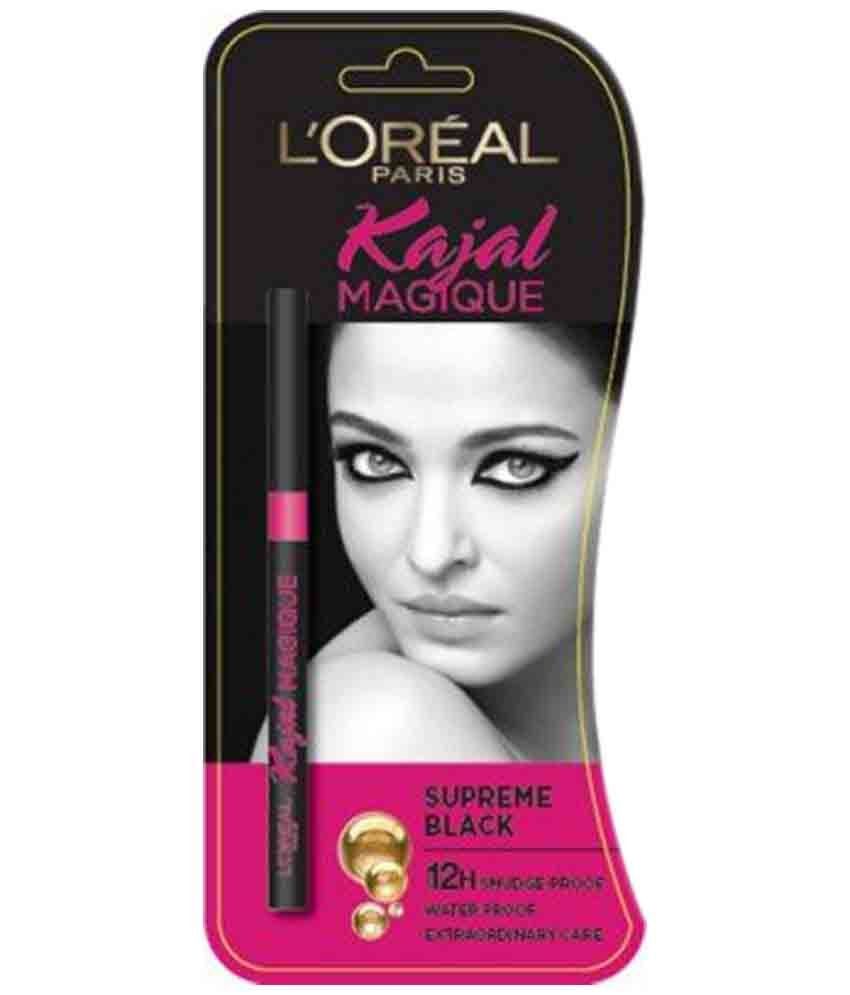 L'ORÉAL
PARIS
Kajal
MAGIQUE
L'ORÉAL Kajal MAGIQUE
SUPREME
BLACK
12H SMUDGE PROOF
WATER PROOF
EXTRAORDINARY CARE